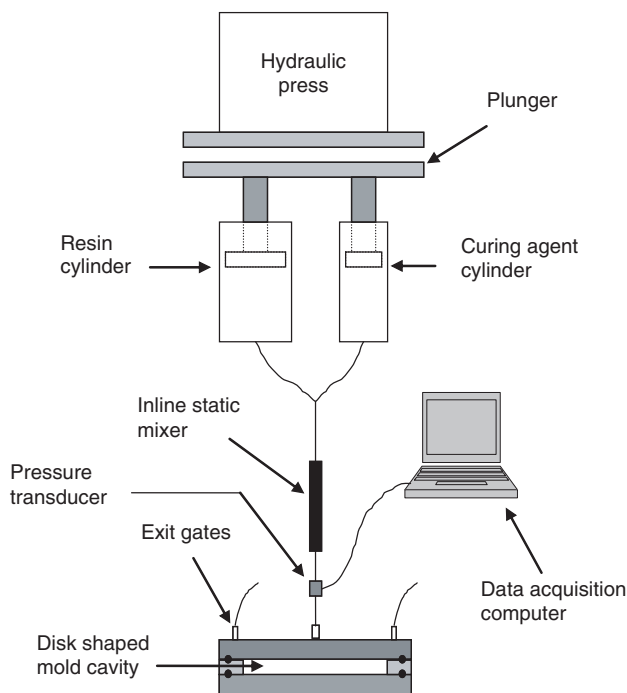 Hydraulic
press
Plunger
Resin
cylinder
Curing agent
cylinder
Inline static
mixer
Pressure
transducer
Exit gates
Data acquisition
computer
Disk shaped
mold cavity